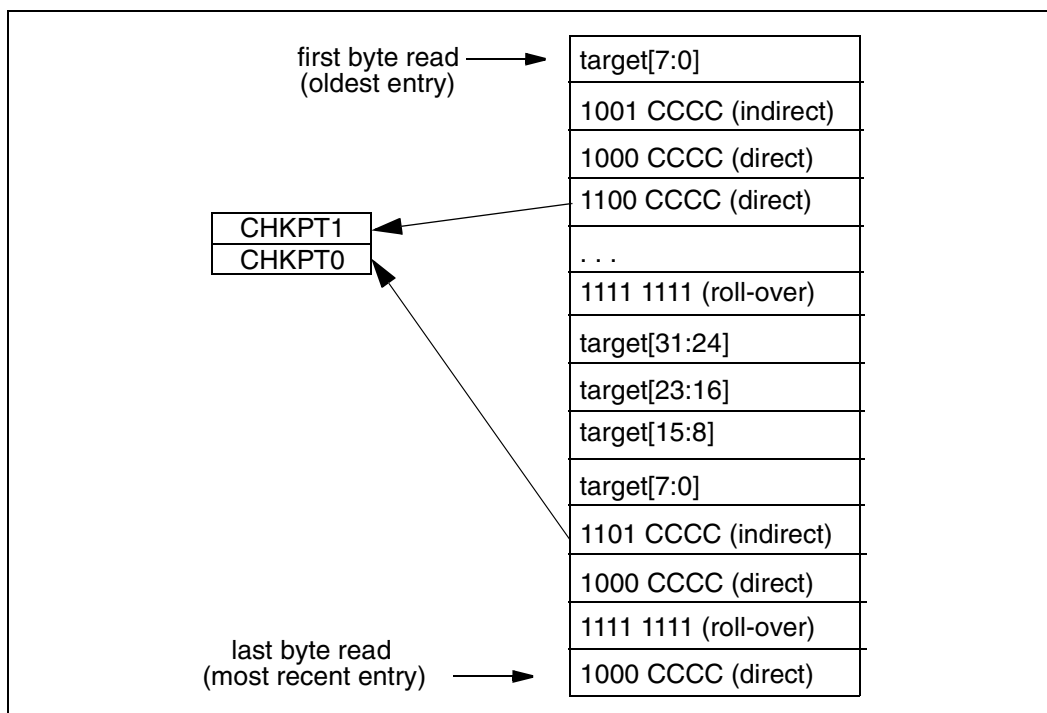 first byte read
(oldest entry)
target[7:0]
1001 CCCC (indirect)
1000 CCCC (direct)
1100 CCCC (direct)
CHKPT1
CHKPT0
. . .
1111 1111 (roll-over)
target[31:24]
target[23:16]
target[15:8]
target[7:0]
1101 CCCC (indirect)
1000 CCCC (direct)
1111 1111 (roll-over)
last byte read
(most recent entry)
1000 CCCC (direct)